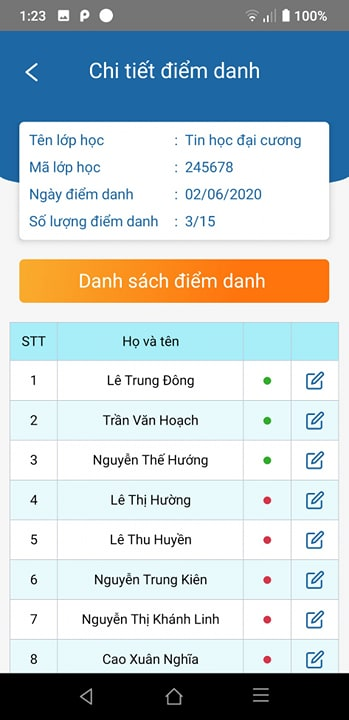 1:23 P 100%
Chi tiết điểm danh
Tên lớp học : Tin học đại cương
Mã lớp học : 245678
Ngày điểm danh : 02/06/2020
Số lượng điểm danh : 3/15
Danh sách điểm danh
STT Họ và tên
1 Lê Trung Đông
2 Trần Văn Hoạch
3 Nguyễn Thế Hướng
4 Lê Thị Hường
5 Lê Thu Huyền
6 Nguyễn Trung Kiên
7 Nguyễn Thị Khánh Linh
8 Cao Xuân Nghĩa